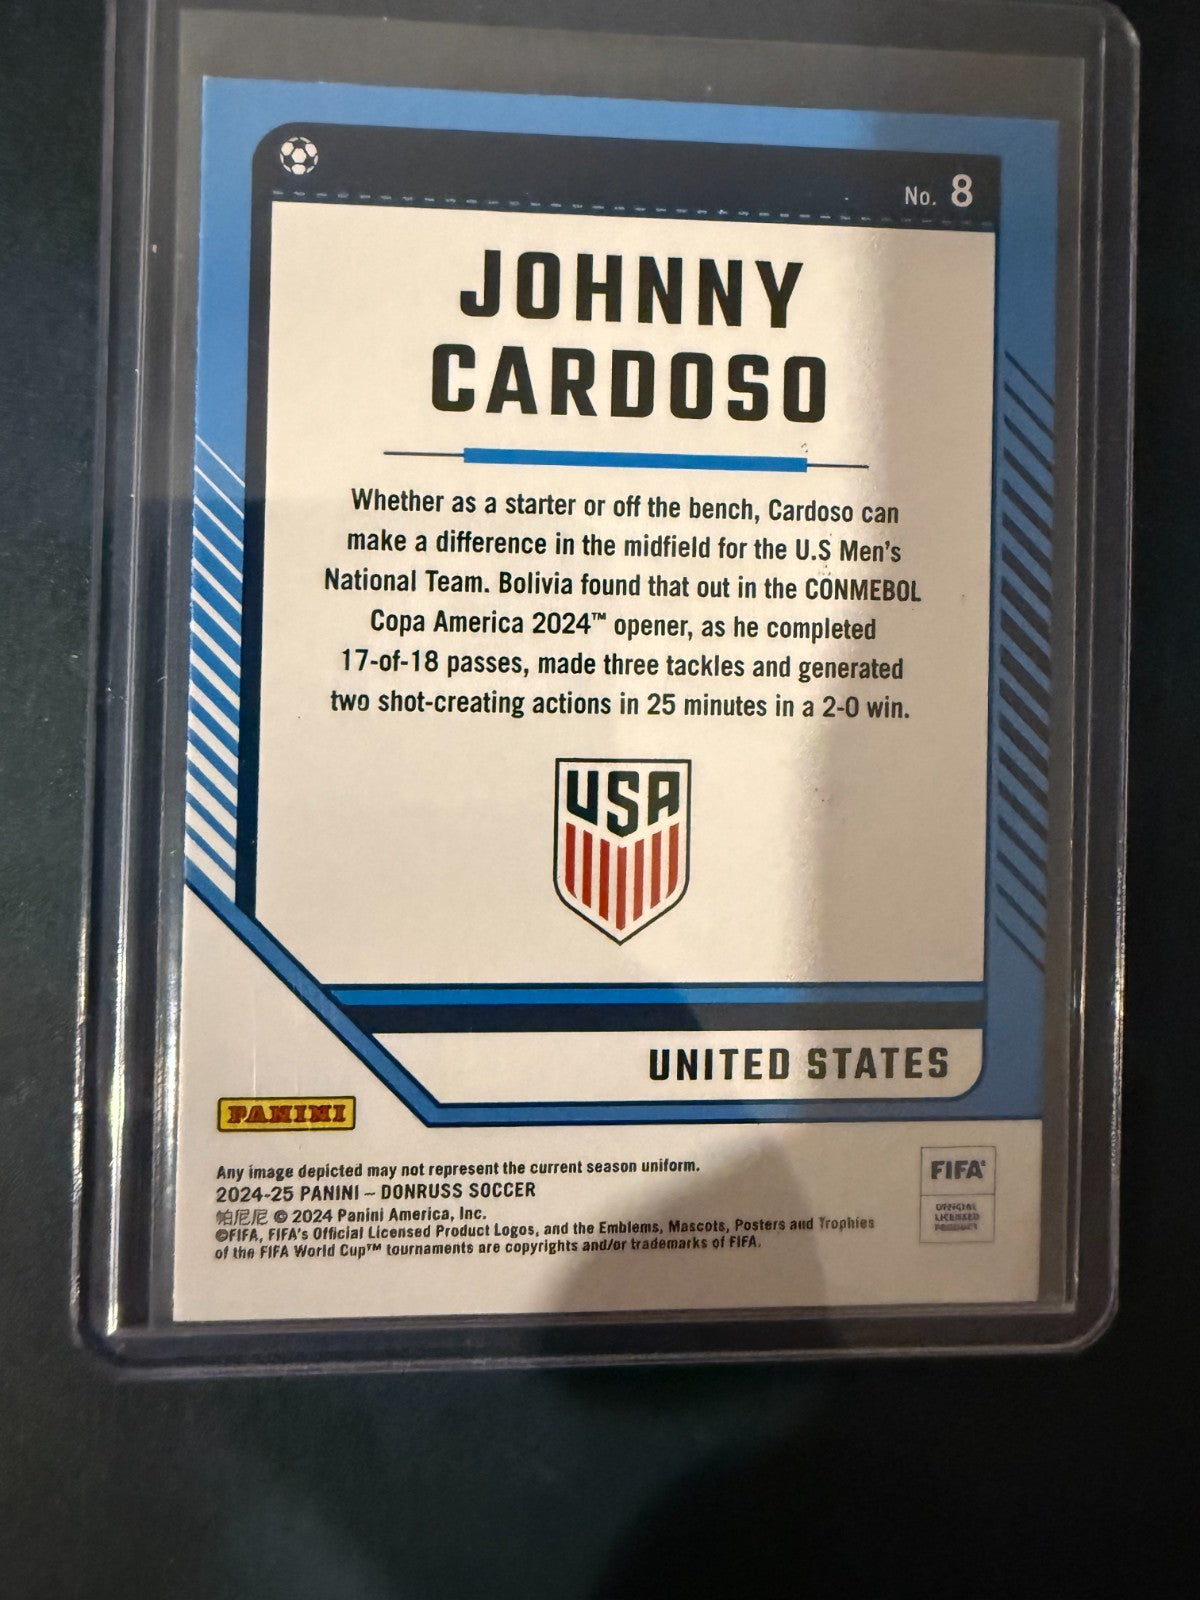 No. 8
JOHNNY
CARDOSO
Whether as a starter or off the bench, Cardoso can
make a difference in the midfield for the U.S Men's
National Team. Bolivia found that out in the CONMEBOL
Copa America 2024™ opener, as he completed
17-of-18 passes, made three tackles and generated
two shot-creating actions in 25 minutes in a 2-0 win.
USA
UNITED STATES
PANINI
Any image depicted may not represent the current season uniform.
2024-25 PANINI – DONRUSS SOCCER
帕尼尼 © 2024 Panini America, Inc.
©FIFA, FIFA's Official Licensed Product Logos, and the Emblems, Mascots, Posters and Trophies
of the FIFA World Cup™ tournaments are copyrights and/or trademarks of FIFA.
FIFA®
OFFICIAL
LICENSED
PRODUCT